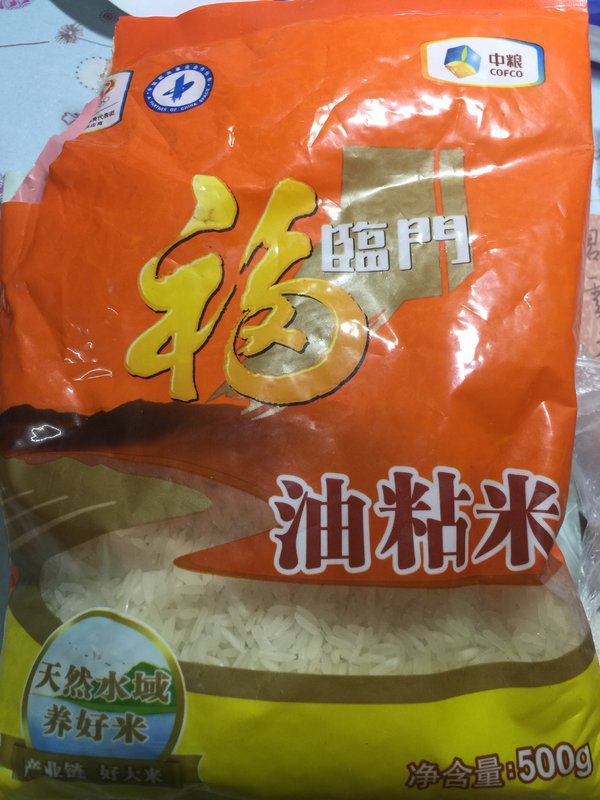 中粮
COFCO
福
臨門
油粘米
天然水域
养好米
产业链 好大米
净含量:500g